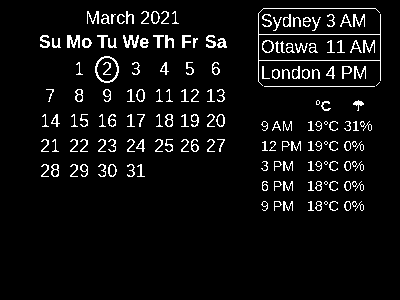 March 2021
Su Mo Tu We Th Fr Sa
1 2 3 4 5 6
7 8 9 10 11 12 13
14 15 16 17 18 19 20
21 22 23 24 25 26 27
28 29 30 31
Sydney 3 AM
Ottawa 11 AM
London 4 PM
°C
9 AM 19°C 31%
12 PM 19°C 0%
3 PM 19°C 0%
6 PM 18°C 0%
9 PM 18°C 0%